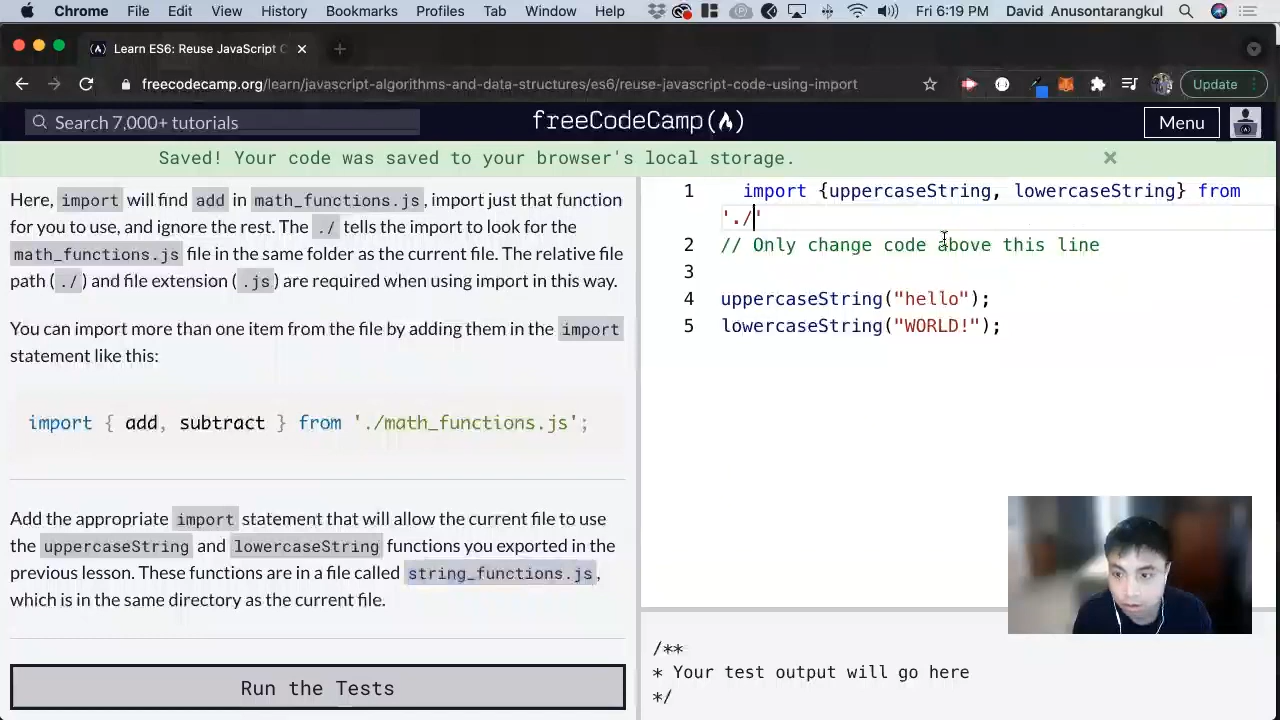 Chrome File Edit View History Bookmarks Profiles Tab Window Help Fri 6:19 PM David Anusontarangkul
Learn ES6: Reuse JavaScript C
freecodecamp.org/learn/javascript-algorithms-and-data-structures/es6/reuse-javascript-code-using-import Update
Search 7,000+ tutorials freeCodeCamp Menu
Saved! Your code was saved to your browser's local storage.
Here, import will find add in math_functions.js, import just that function
for you to use, and ignore the rest. The ./ tells the import to look for the
math_functions.js file in the same folder as the current file. The relative file
path (./) and file extension (.js) are required when using import in this way.
You can import more than one item from the file by adding them in the import
statement like this:
import { add, subtract } from './math_functions.js';
Add the appropriate import statement that will allow the current file to use
the uppercaseString and lowercaseString functions you exported in the
previous lesson. These functions are in a file called string_functions.js,
which is in the same directory as the current file.
Run the Tests
1 import {uppercaseString, lowercaseString} from
'./'
2 // Only change code above this line
3
4 uppercaseString("hello");
5 lowercaseString("WORLD!");
/**
* Your test output will go here
*/